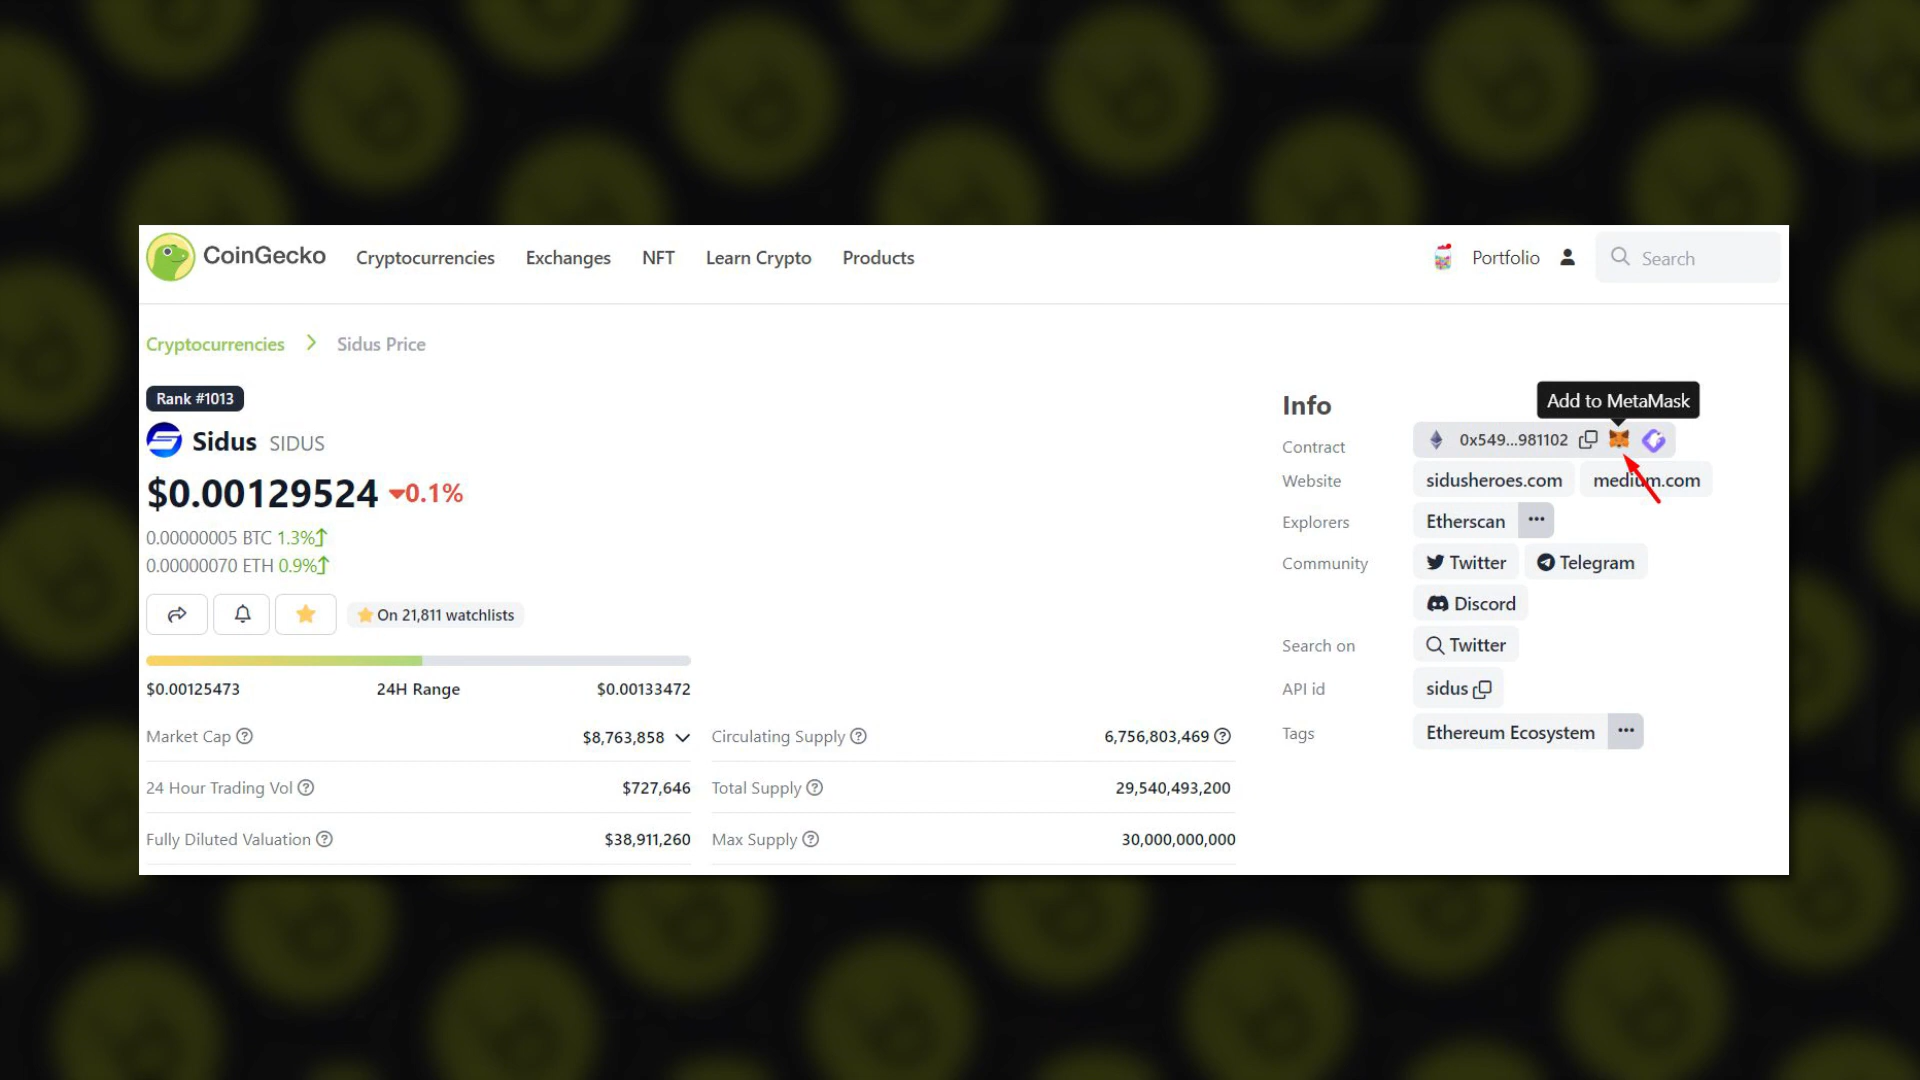 CoinGecko Cryptocurrencies Exchanges NFT Learn Crypto Products Portfolio Search
Cryptocurrencies Sidus Price
Rank #1013
Sidus SIDUS
$0.00129524 0.1%
0.00000005 BTC 1.3%
0.00000070 ETH 0.9%
On 21,811 watchlists
$0.00125473 24H Range $0.00133472
Market Cap $8,763,858
24 Hour Trading Vol $727,646
Fully Diluted Valuation $38,911,260
Circulating Supply 6,756,803,469
Total Supply 29,540,493,200
Max Supply 30,000,000,000
Info
Add to MetaMask
Contract 0x549...981102
Website sidusheroes.com medium.com
Explorers Etherscan ...
Community Twitter Telegram
Discord
Search on Twitter
API id sidus
Tags Ethereum Ecosystem ...